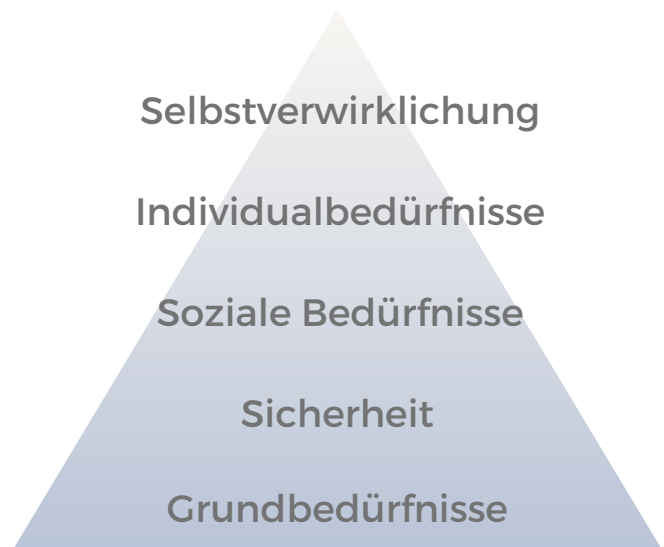 Selbstverwirklichung
Individualbedürfnisse
Soziale Bedürfnisse
Sicherheit
Grundbedürfnisse